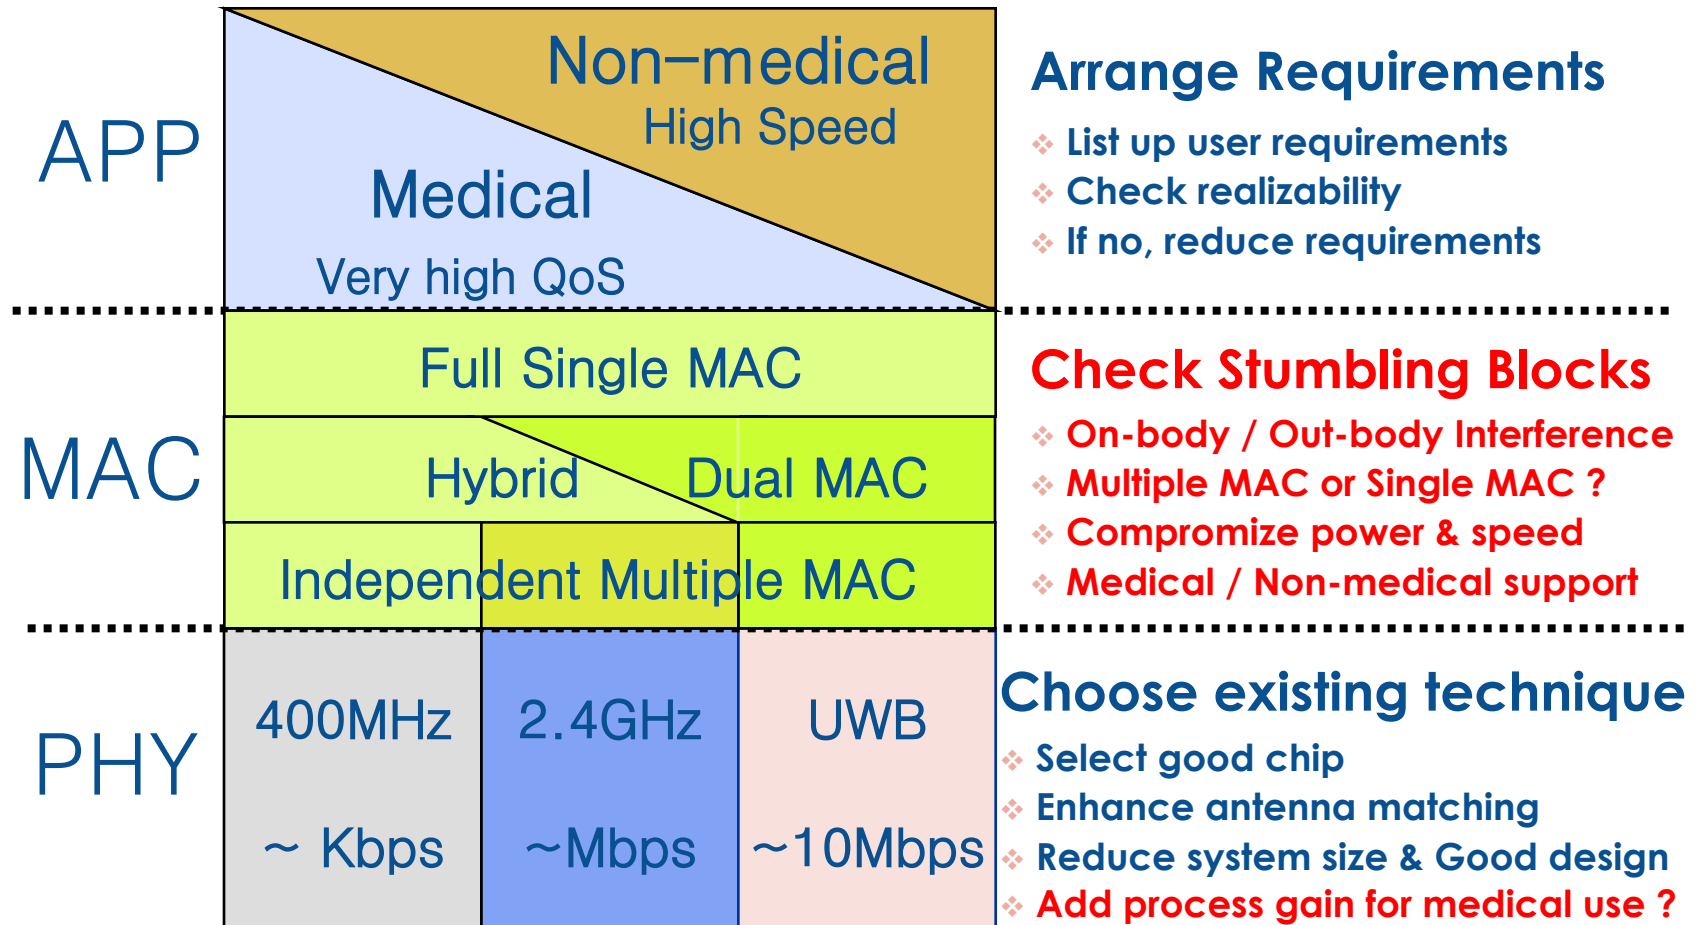 APP
Non-medical
High Speed
Medical
Very high QoS
Arrange Requirements
❖ List up user requirements
❖ Check realizability
❖ If no, reduce requirements
MAC
Full Single MAC
Hybrid
Dual MAC
Independent Multiple MAC
Check Stumbling Blocks
❖ On-body / Out-body Interference
❖ Multiple MAC or Single MAC ?
❖ Compromize power & speed
❖ Medical / Non-medical support
PHY
400MHz
~ Kbps
2.4GHz
~Mbps
UWB
~10Mbps
Choose existing technique
❖ Select good chip
❖ Enhance antenna matching
❖ Reduce system size & Good design
❖ Add process gain for medical use ?